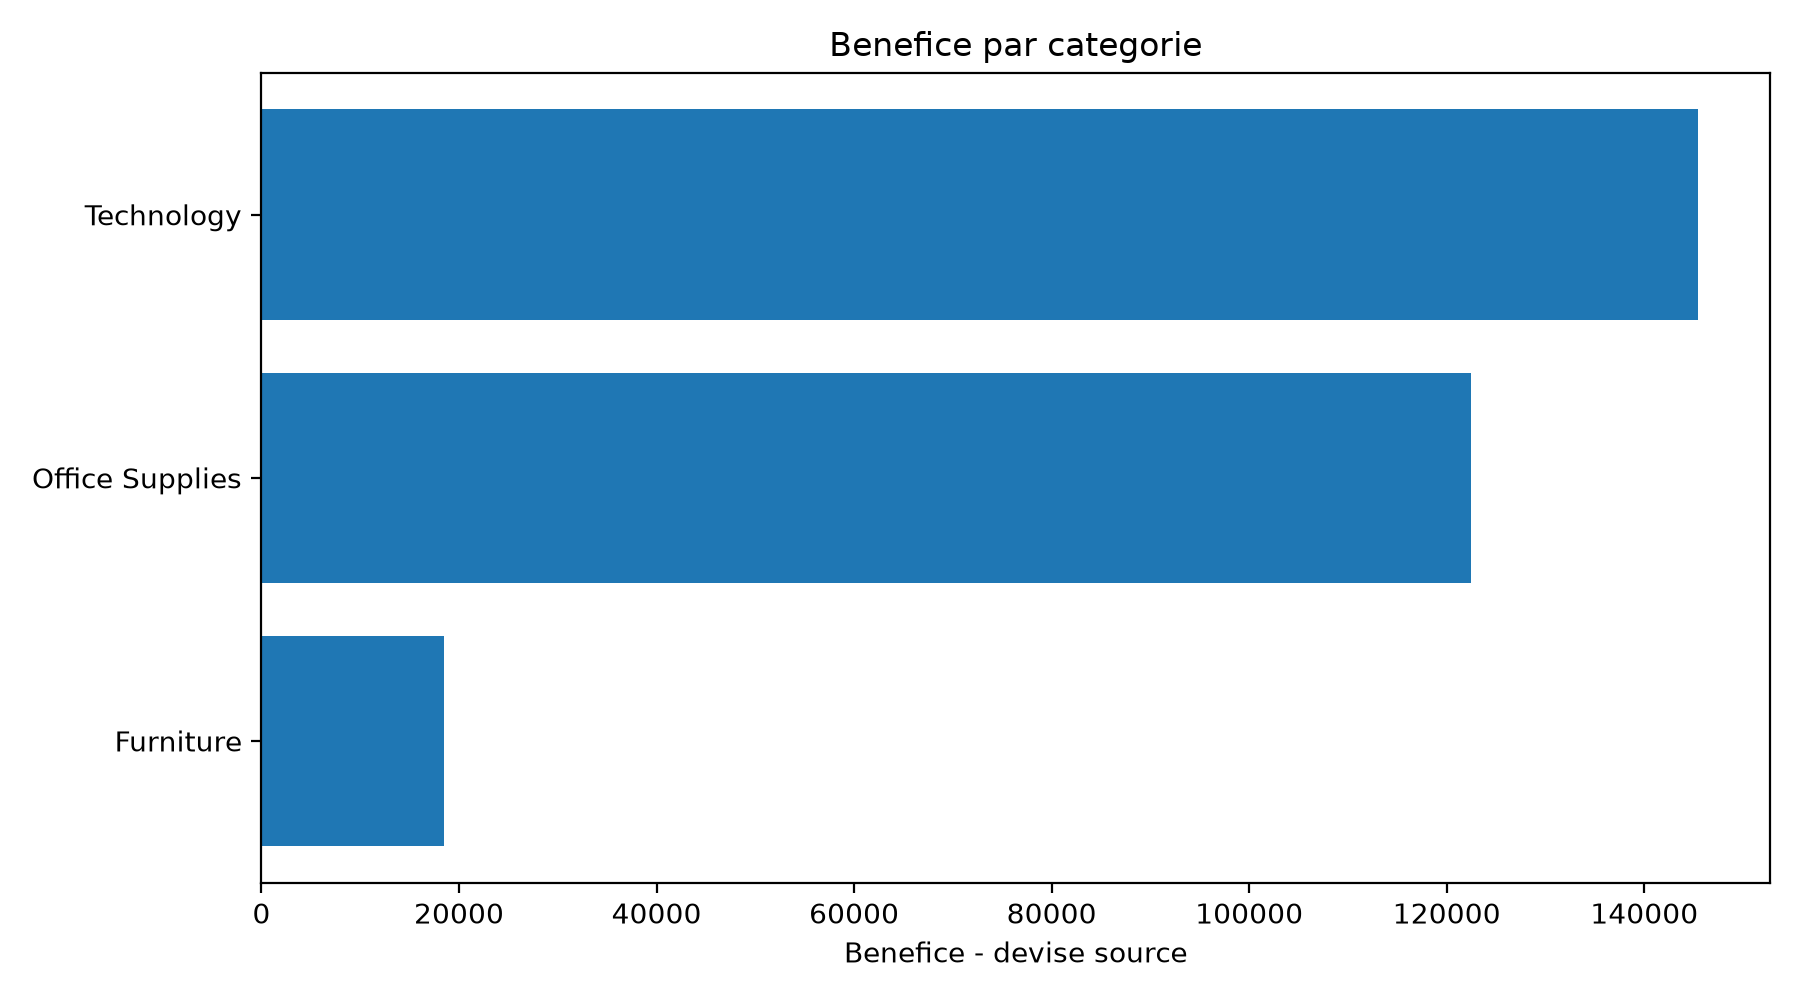 Benefice par categorie
Technology
Office Supplies
Furniture
0 20000 40000 60000 80000 100000 120000 140000
Benefice - devise source